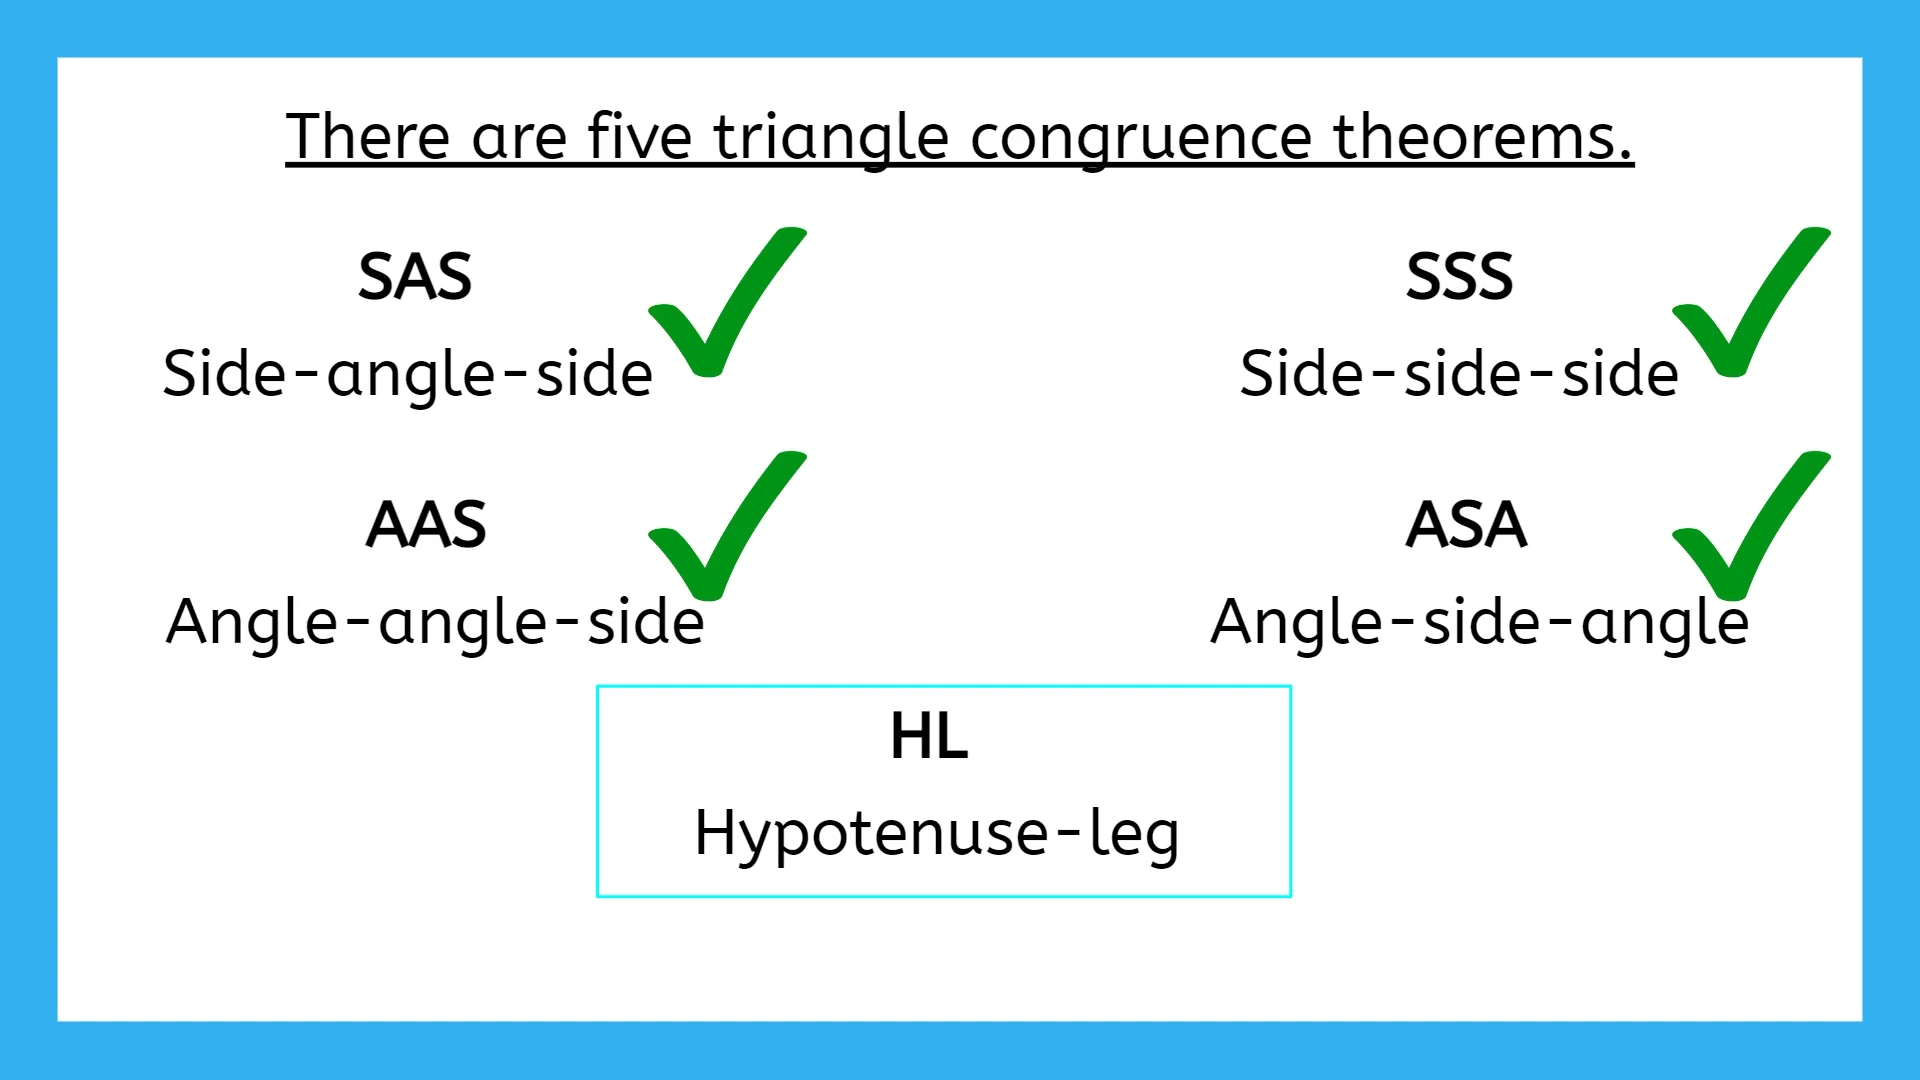 There are five triangle congruence theorems.
SAS
Side-angle-side
SSS
Side-side-side
AAS
Angle-angle-side
ASA
Angle-side-angle
HL
Hypotenuse-leg